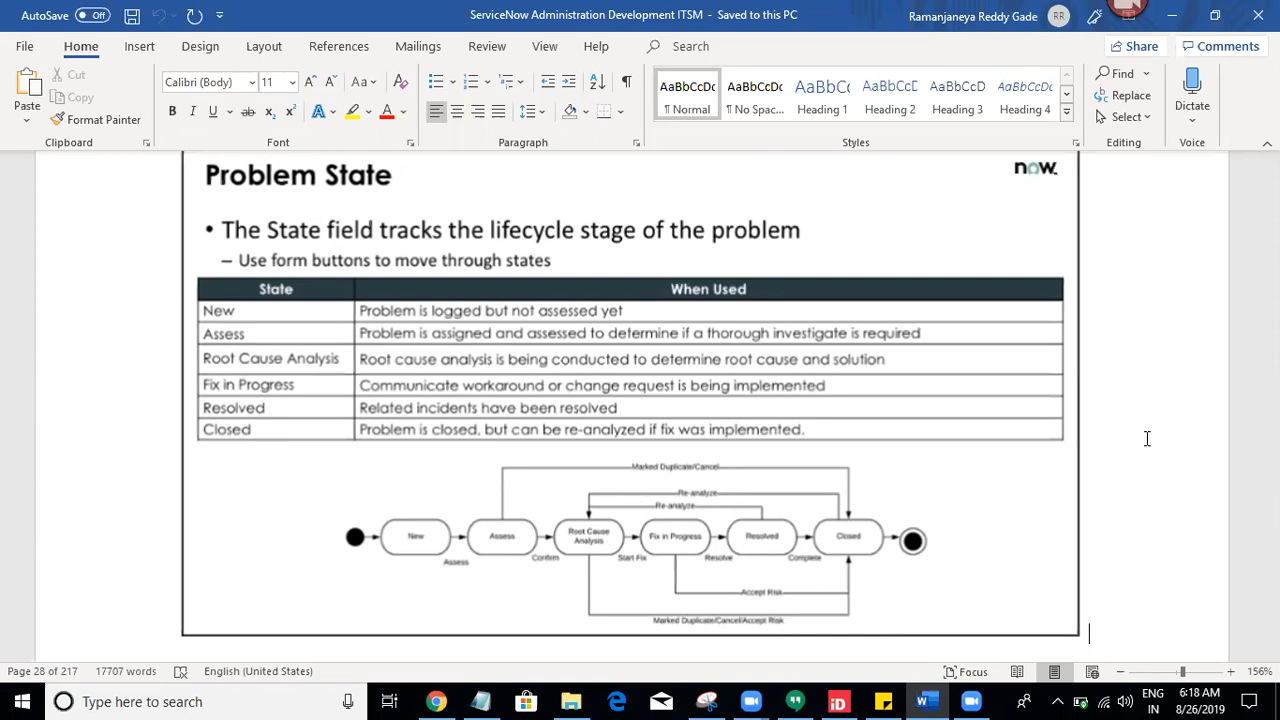 AutoSave Off
ServiceNow Administration Development ITSM - Saved to this PC
Ramanjaneya Reddy Gade RR
File Home Insert Design Layout References Mailings Review View Help Search Share Comments
Paste Cut Copy Format Painter
Calibri (Body) 11
AaBbCcDc AaBbCcDc AaBbCc AaBbCcD AaBbCcD AaBbCcDc
¶ Normal ¶ No Spac... Heading 1 Heading 2 Heading 3 Heading 4
Find Replace Select Dictate
Clipboard Font Paragraph Styles Editing Voice
Problem State
now
• The State field tracks the lifecycle stage of the problem
– Use form buttons to move through states
State When Used
New Problem is logged but not assessed yet
Assess Problem is assigned and assessed to determine if a thorough investigate is required
Root Cause Analysis Root cause analysis is being conducted to determine root cause and solution
Fix in Progress Communicate workaround or change request is being implemented
Resolved Related incidents have been resolved
Closed Problem is closed, but can be re-analyzed if fix was implemented.
Marked Duplicate/Cancel
Re-analyze
Re-analyze
New Assess Root Cause Analysis Fix in Progress Resolved Closed
Assess Confirm Start Fix Resolve Complete
Accept Risk
Marked Duplicate/Cancel/Accept Risk
Page 28 of 217 17707 words English (United States) Focus 156%
Type here to search
ENG 6:18 AM
IN 8/26/2019